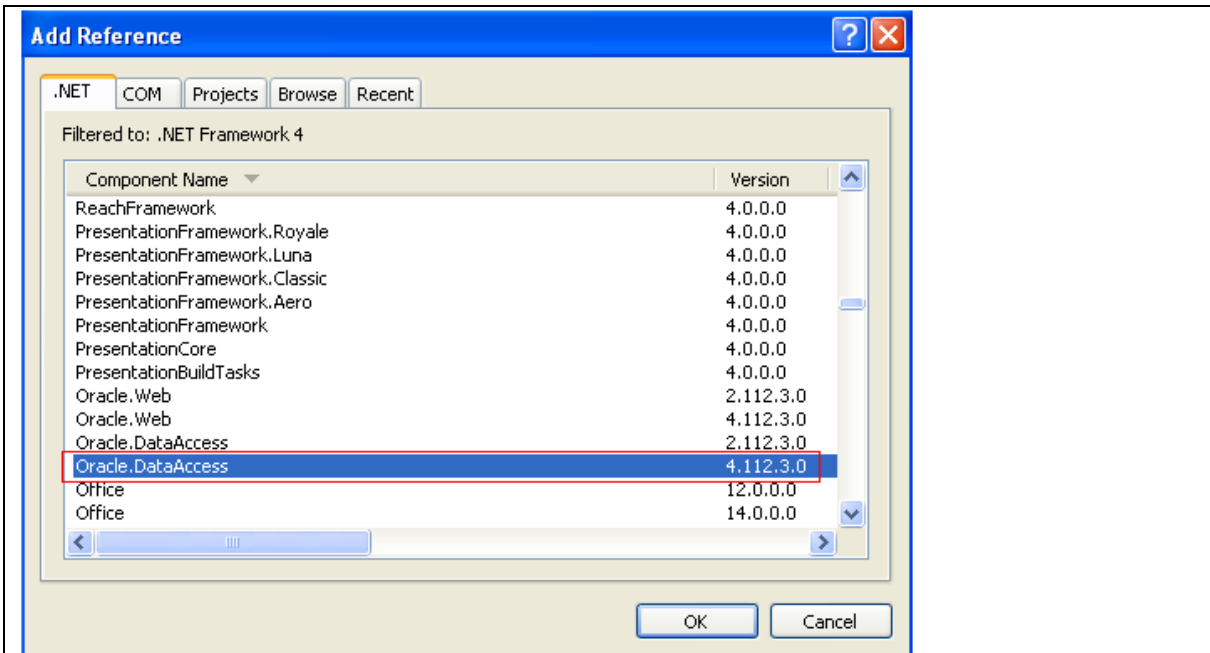 Add Reference
.NET COM Projects Browse Recent
Filtered to: .NET Framework 4
Component Name Version
ReachFramework 4.0.0.0
PresentationFramework.Royale 4.0.0.0
PresentationFramework.Luna 4.0.0.0
PresentationFramework.Classic 4.0.0.0
PresentationFramework.Aero 4.0.0.0
PresentationFramework 4.0.0.0
PresentationCore 4.0.0.0
PresentationBuildTasks 4.0.0.0
Oracle.Web 2.112.3.0
Oracle.Web 4.112.3.0
Oracle.DataAccess 2.112.3.0
Oracle.DataAccess 4.112.3.0
Office 12.0.0.0
Office 14.0.0.0
OK Cancel